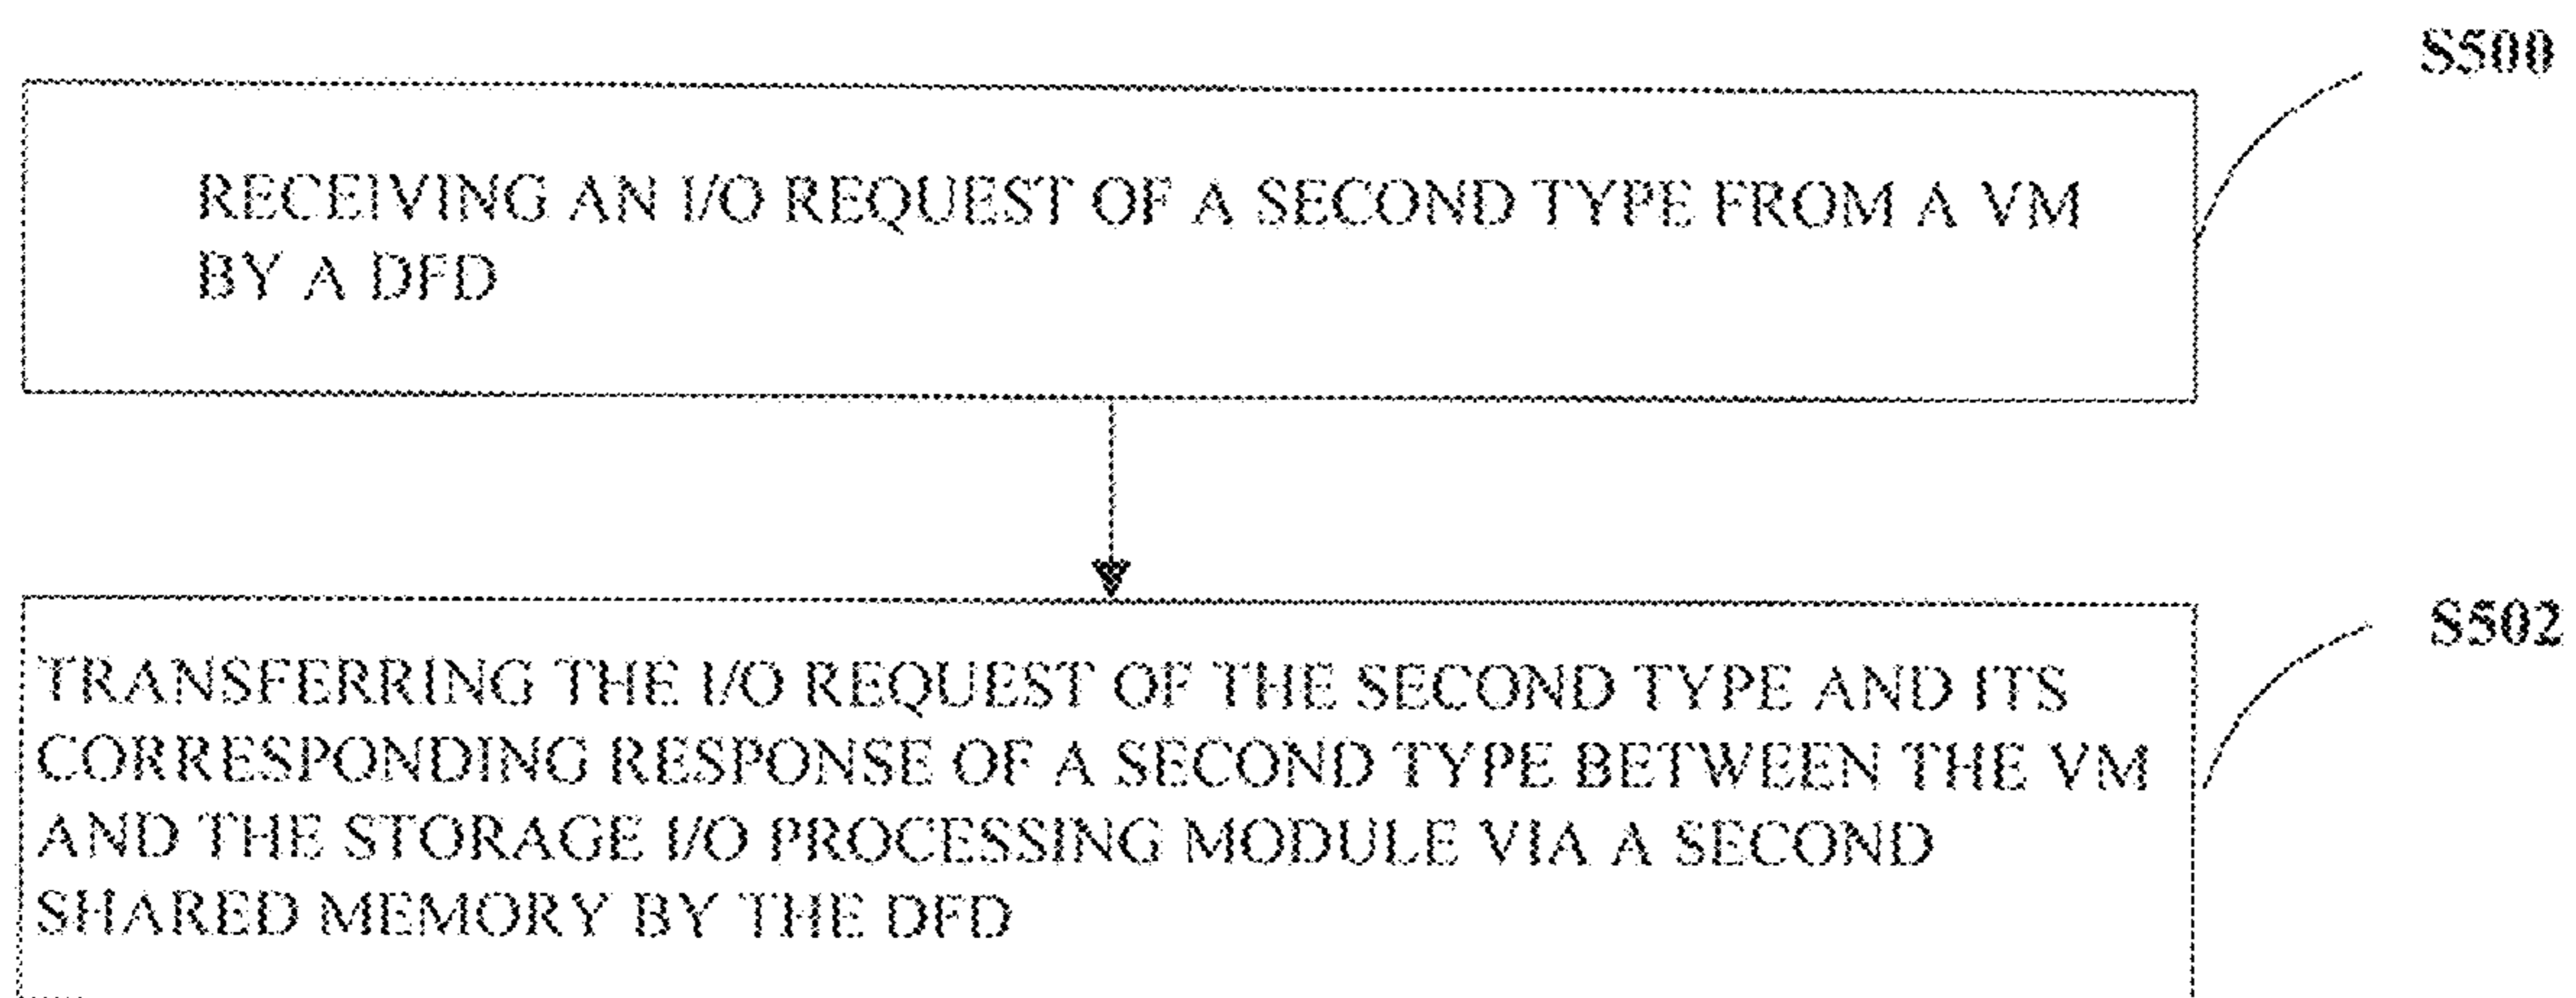 S500
RECEIVING AN I/O REQUEST OF A SECOND TYPE FROM A VM
BY A DFD
S502
TRANSFERRING THE I/O REQUEST OF THE SECOND TYPE AND ITS
CORRESPONDING RESPONSE OF A SECOND TYPE BETWEEN THE VM
AND THE STORAGE I/O PROCESSING MODULE VIA A SECOND
SHARED MEMORY BY THE DFD